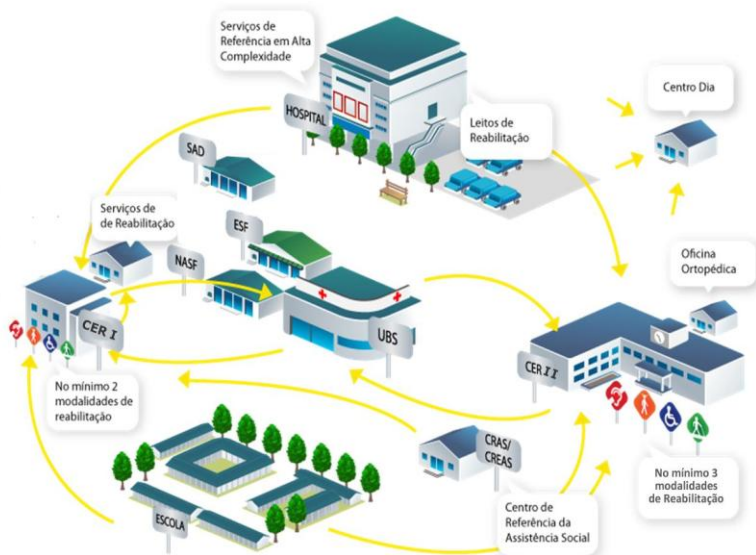 Serviços de
Referência em Alta
Complexidade
HOSPITAL
Leitos de
Reabilitação
Centro Dia
SAD
Serviços de
de Reabilitação
ESF
NASF
Oficina
Ortopédica
CER I
UBS
CER II
No mínimo 2
modalidades de
reabilitação
CRAS/
CREAS
No mínimo 3
modalidades
de Reabilitação
ESCOLA
Centro de
Referência da
Assistência Social